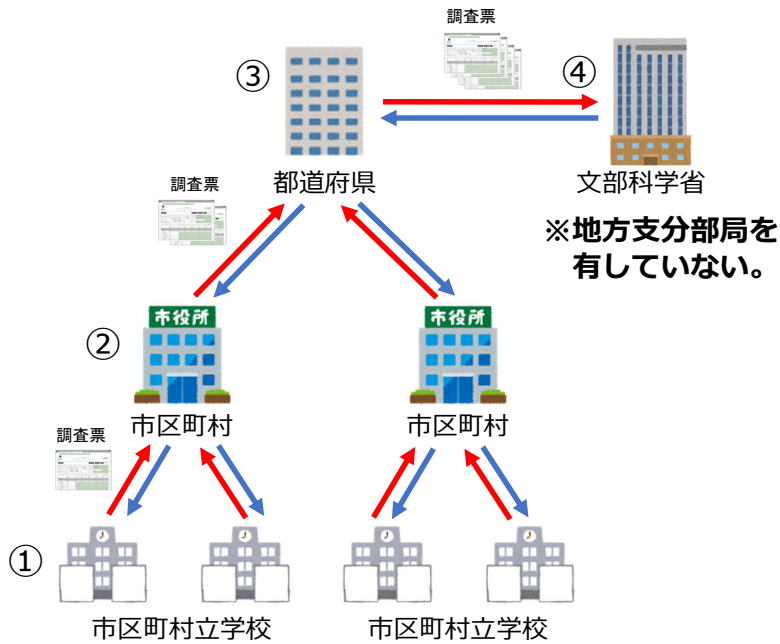 調査票
③
④
都道府県
文部科学省
調査票
※地方支分部局を
有していない。
市役所
市役所
②
市区町村
市区町村
調査票
①
市区町村立学校
市区町村立学校